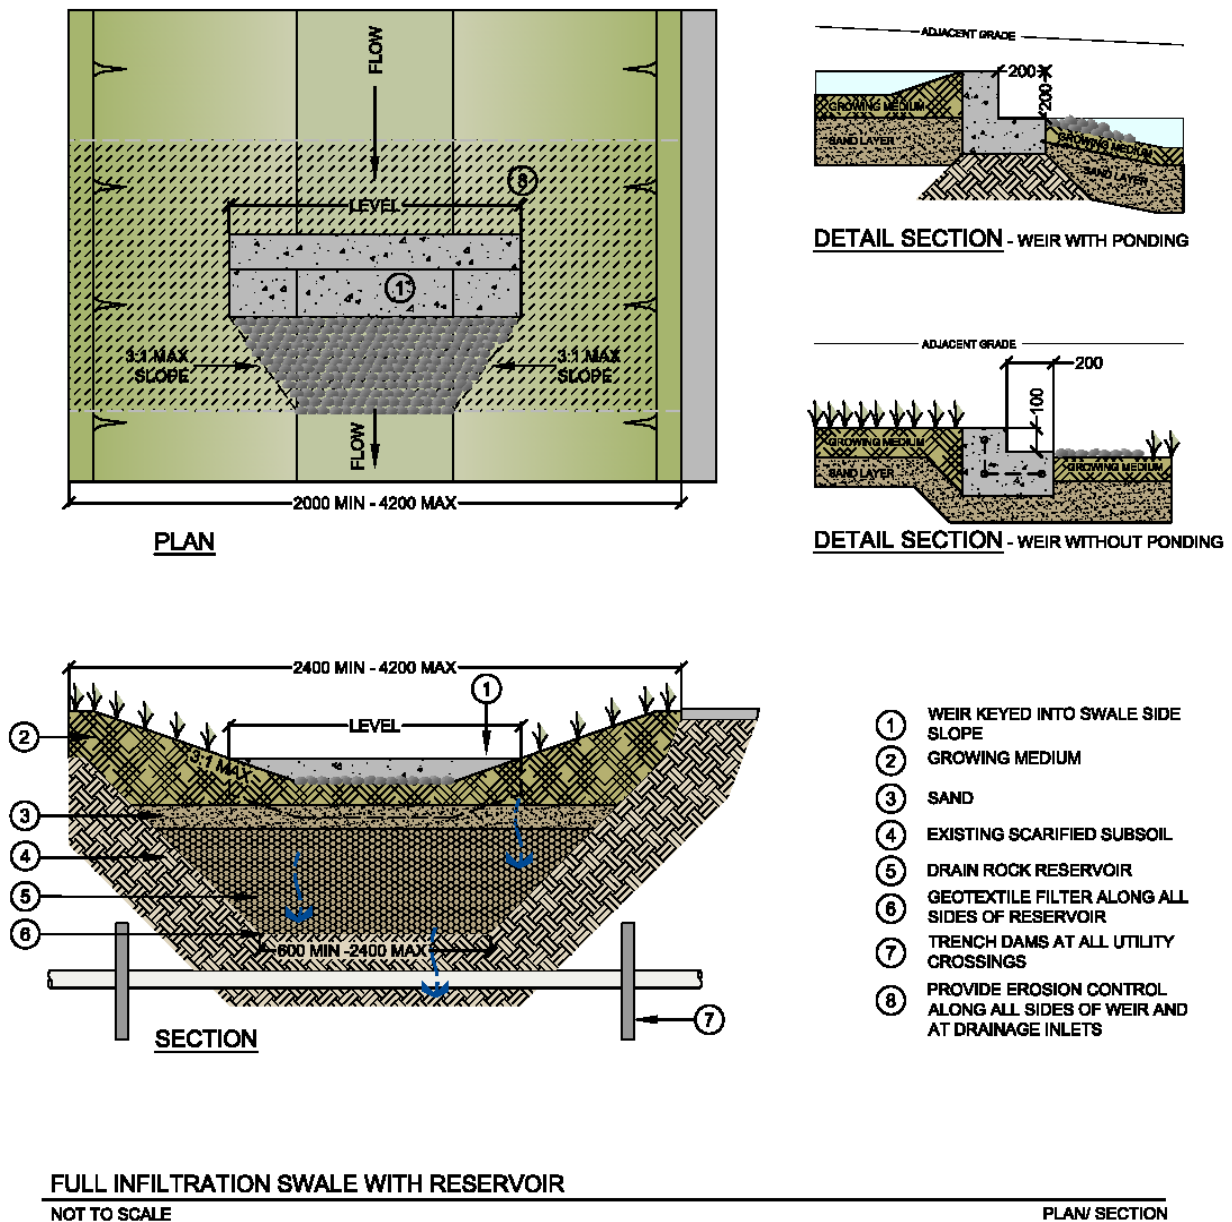 FLOW
8
LEVEL
1
3:1 MAX
SLOPE
3:1 MAX
SLOPE
FLOW
2000 MIN - 4200 MAX
PLAN
ADJACENT GRADE
200
200
GROWING MEDIUM
SAND LAYER
GROWING MEDIUM
SAND LAYER
DETAIL SECTION - WEIR WITH PONDING
ADJACENT GRADE
200
100
GROWING MEDIUM
SAND LAYER
GROWING MEDIUM
DETAIL SECTION - WEIR WITHOUT PONDING
2400 MIN - 4200 MAX
1
LEVEL
2
3:1 MAX
3
4
5
6
600 MIN -2400 MAX
7
SECTION
1 WEIR KEYED INTO SWALE SIDE
SLOPE
2 GROWING MEDIUM
3 SAND
4 EXISTING SCARIFIED SUBSOIL
5 DRAIN ROCK RESERVOIR
6 GEOTEXTILE FILTER ALONG ALL
SIDES OF RESERVOIR
7 TRENCH DAMS AT ALL UTILITY
CROSSINGS
8 PROVIDE EROSION CONTROL
ALONG ALL SIDES OF WEIR AND
AT DRAINAGE INLETS
FULL INFILTRATION SWALE WITH RESERVOIR
NOT TO SCALE
PLAN/ SECTION